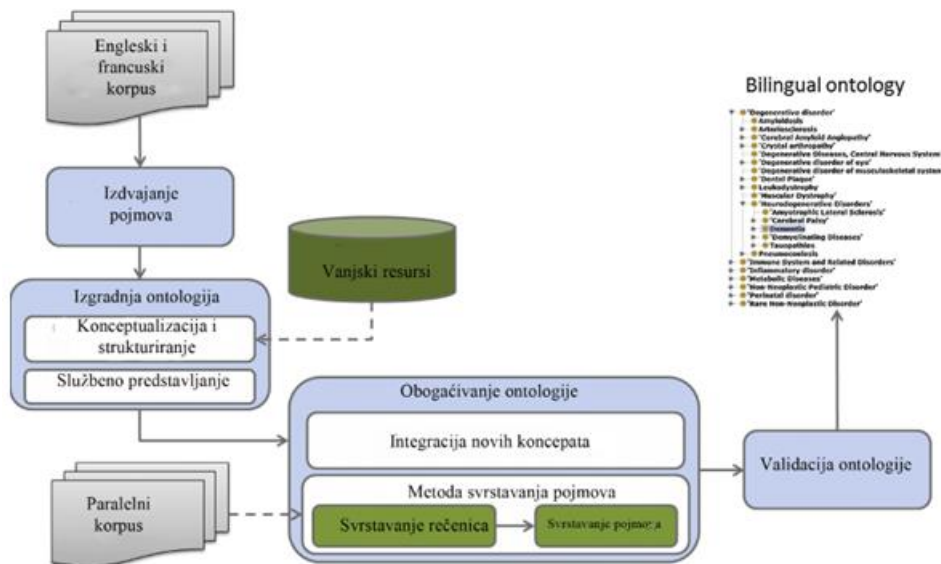 Engleski i
francuski
korpus
Izdvajanje
pojmova
Vanjski resursi
Izgradnja ontologija
Konceptualizacija i
strukturiranje
Službeno predstavljanje
Paralelni
korpus
Obogaćivanje ontologije
Integracija novih koncepata
Metoda svrstavanja pojmova
Svrstavanje rečenica
Svrstavanje pojmova
Validacija ontologije
Bilingual ontology
'Degenerative disorder'
Amyloidosis
Arteriosclerosis
'Cerebral Amyloid Angiopathy'
'Crystal arthropathy'
'Degenerative Diseases, Central Nervous System'
'Degenerative disorder of eye'
'Degenerative disorder of musculoskeletal system'
'Dental Plaque'
Leukodystrophy
'Muscular Dystrophy'
'Neurodegenerative Disorders'
'Amyotrophic Lateral Sclerosis'
'Cerebral Palsy'
Dementia
'Demyelinating Diseases'
Tauopathies
Pneumoconiosis
'Immune System and Related Disorders'
'Inflammatory disorder'
'Metabolic Diseases'
'Non-Neoplastic Pediatric Disorder'
'Perinatal disorder'
'Rare Non-Neoplastic Disorder'